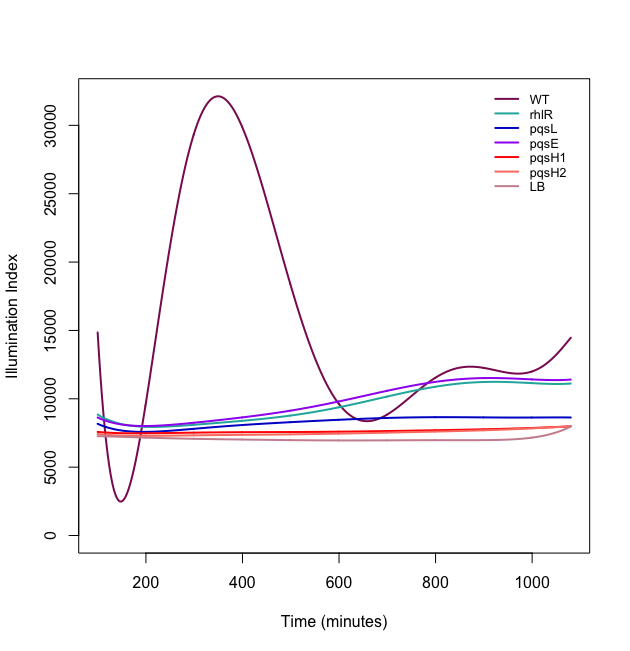 Illumination Index
30000
25000
20000
15000
10000
5000
0
WT
rhlR
pqsL
pqsE
pqsH1
pqsH2
LB
200 400 600 800 1000
Time (minutes)